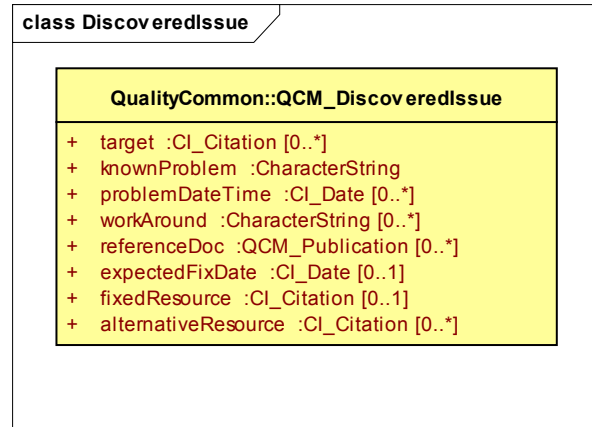 class DiscoveredIssue
QualityCommon::QCM_DiscoveredIssue
+ target :CI_Citation [0..*]
+ knownProblem :CharacterString
+ problemDateTime :CI_Date [0..*]
+ workAround :CharacterString [0..*]
+ referenceDoc :QCM_Publication [0..*]
+ expectedFixDate :CI_Date [0..1]
+ fixedResource :CI_Citation [0..1]
+ alternativeResource :CI_Citation [0..*]